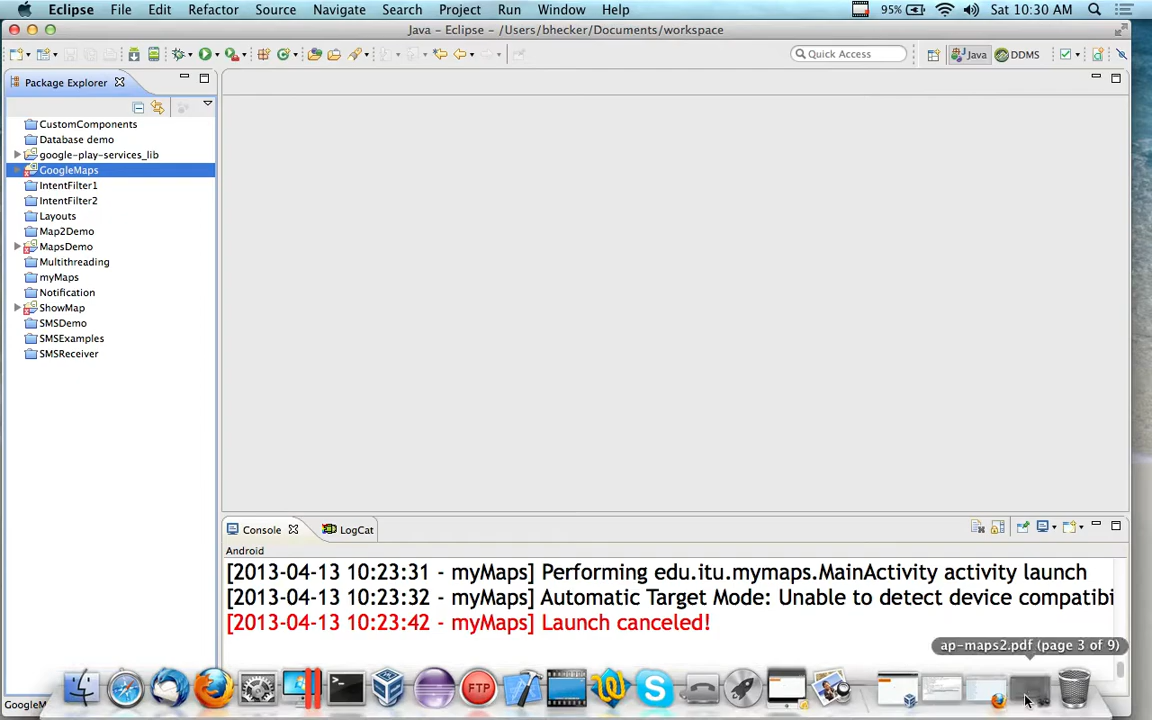 Eclipse File Edit Refactor Source Navigate Search Project Run Window Help 95% Sat 10:30 AM
Java - Eclipse - /Users/bhecker/Documents/workspace
Quick Access Java DDMS
Package Explorer
CustomComponents
Database demo
google-play-services_lib
GoogleMaps
IntentFilter1
IntentFilter2
Layouts
Map2Demo
MapsDemo
Multithreading
myMaps
Notification
ShowMap
SMSDemo
SMSExamples
SMSReceiver
Console LogCat
Android
[2013-04-13 10:23:31 - myMaps] Performing edu.itu.mymaps.MainActivity activity launch
[2013-04-13 10:23:32 - myMaps] Automatic Target Mode: Unable to detect device compatibi
[2013-04-13 10:23:42 - myMaps] Launch canceled!
ap-maps2.pdf (page 3 of 9)
FTP
GoogleM